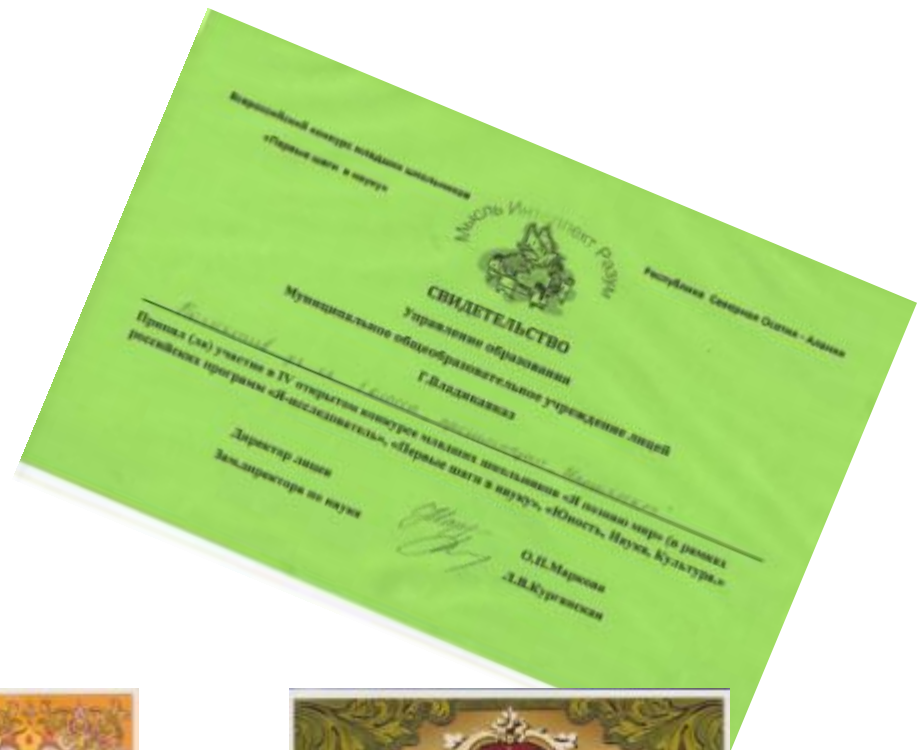 Всероссийский конкурс младших школьников
«Первые шаги в науку»
Мысль Интеллект Разум
Республика Северная Осетия - Алания
СВИДЕТЕЛЬСТВО
Управление образования
Муниципальное общеобразовательное учреждение лицей
Г.Владикавказ
Принял (ла) участие в IV открытом конкурсе младших школьников «Я познаю мир» (в рамках
российских программ «Я-исследователь», «Первые шаги в науку», «Юность, Наука, Культура.»
Директор лицея
О.П.Маркова
Зам.директора по науке
Л.В.Курганская